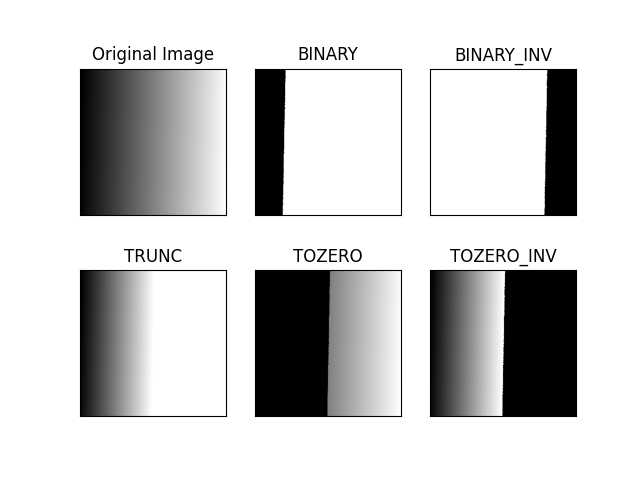 Original Image
BINARY
BINARY_INV
TRUNC
TOZERO
TOZERO_INV